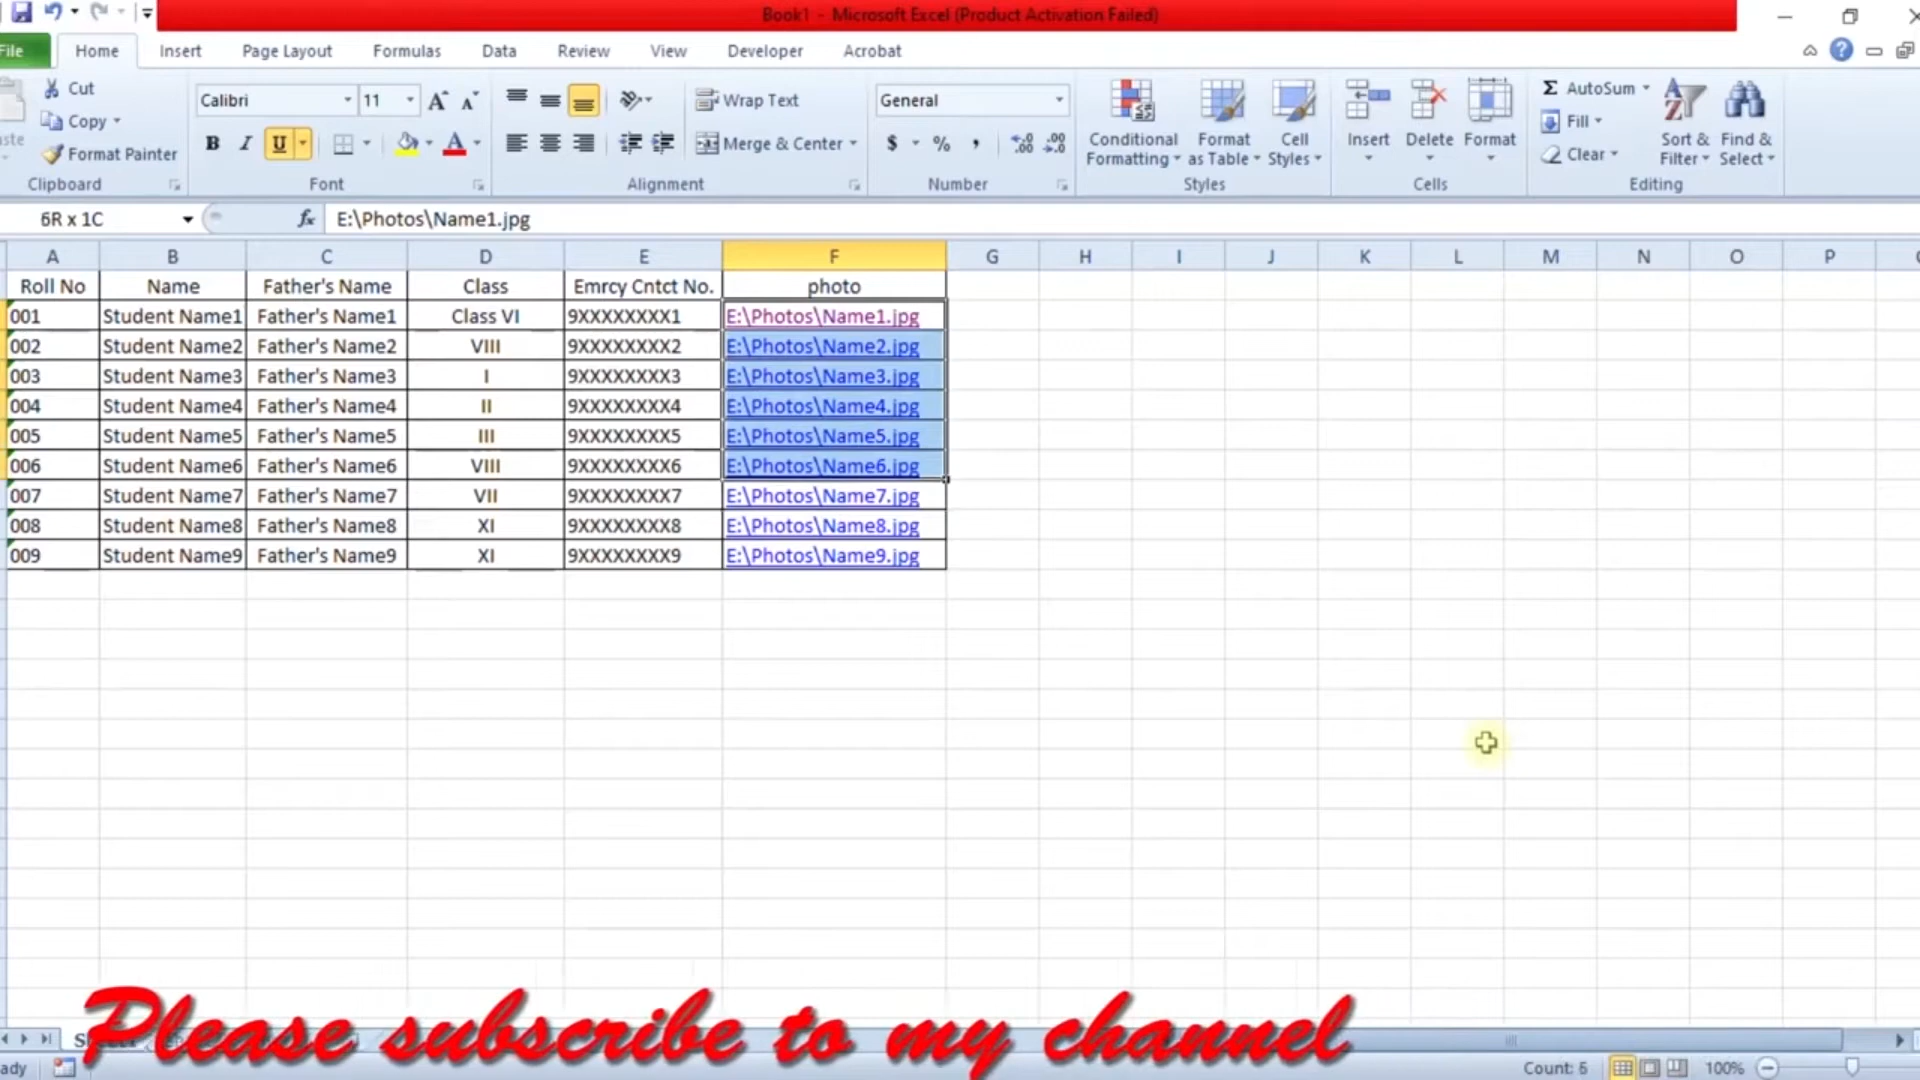 Book1 - Microsoft Excel (Product Activation Failed)
File Home Insert Page Layout Formulas Data Review View Developer Acrobat
Cut
Copy
Format Painter
Clipboard
Calibri 11
B I U
Font
Wrap Text
Merge & Center
Alignment
General
$ % ,
Number
Conditional Formatting
Format as Table
Cell Styles
Styles
Insert Delete Format
Cells
AutoSum
Fill
Clear
Sort & Filter
Find & Select
Editing
6R x 1C fx E:\Photos\Name1.jpg
A B C D E F G H I J K L M N O P
Roll No Name Father's Name Class Emrcy Cntct No. photo
001 Student Name1 Father's Name1 Class VI 9XXXXXXXX1 E:\Photos\Name1.jpg
002 Student Name2 Father's Name2 VIII 9XXXXXXXX2 E:\Photos\Name2.jpg
003 Student Name3 Father's Name3 I 9XXXXXXXX3 E:\Photos\Name3.jpg
004 Student Name4 Father's Name4 II 9XXXXXXXX4 E:\Photos\Name4.jpg
005 Student Name5 Father's Name5 III 9XXXXXXXX5 E:\Photos\Name5.jpg
006 Student Name6 Father's Name6 VIII 9XXXXXXXX6 E:\Photos\Name6.jpg
007 Student Name7 Father's Name7 VII 9XXXXXXXX7 E:\Photos\Name7.jpg
008 Student Name8 Father's Name8 XI 9XXXXXXXX8 E:\Photos\Name8.jpg
009 Student Name9 Father's Name9 XI 9XXXXXXXX9 E:\Photos\Name9.jpg
Please subscribe to my channel
Count: 6 100%